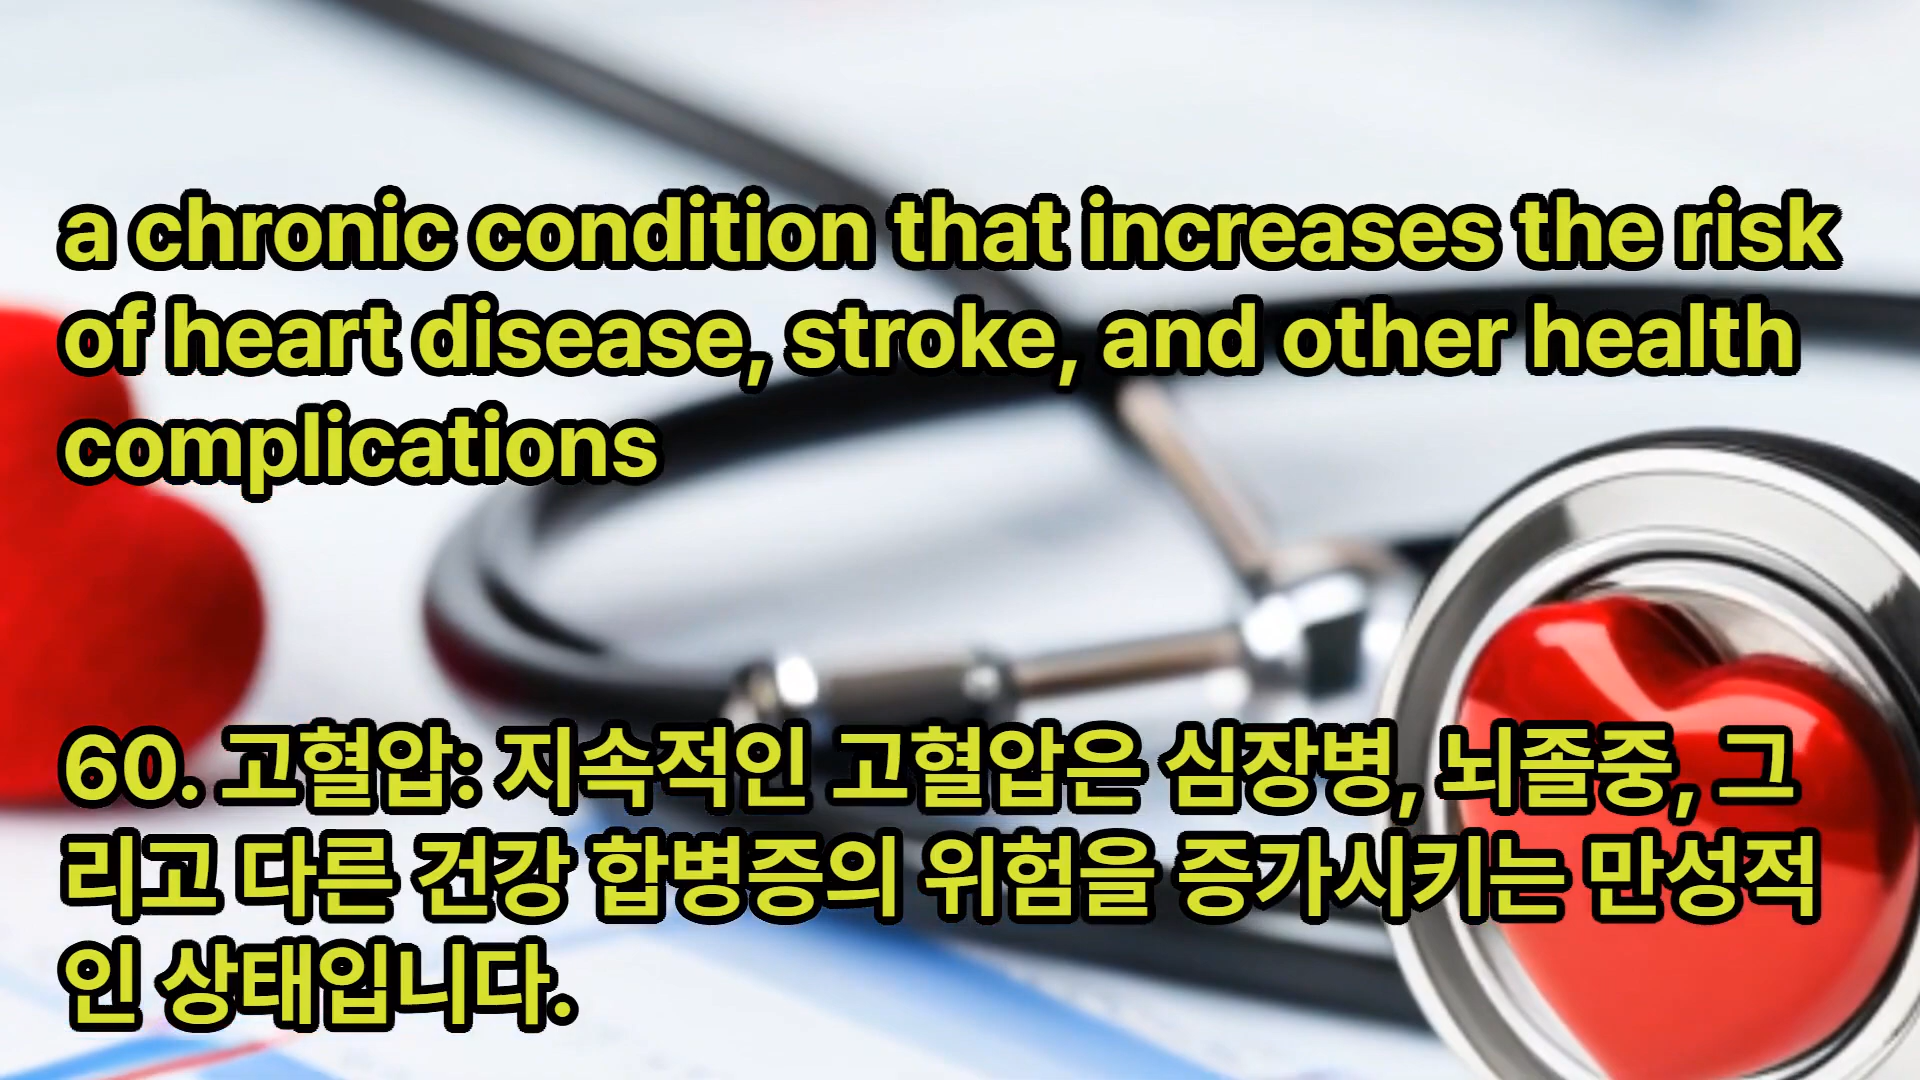 a chronic condition that increases the risk
of heart disease, stroke, and other health
complications
60. 고혈압: 지속적인 고혈압은 심장병, 뇌졸중, 그
리고 다른 건강 합병증의 위험을 증가시키는 만성적
인 상태입니다.